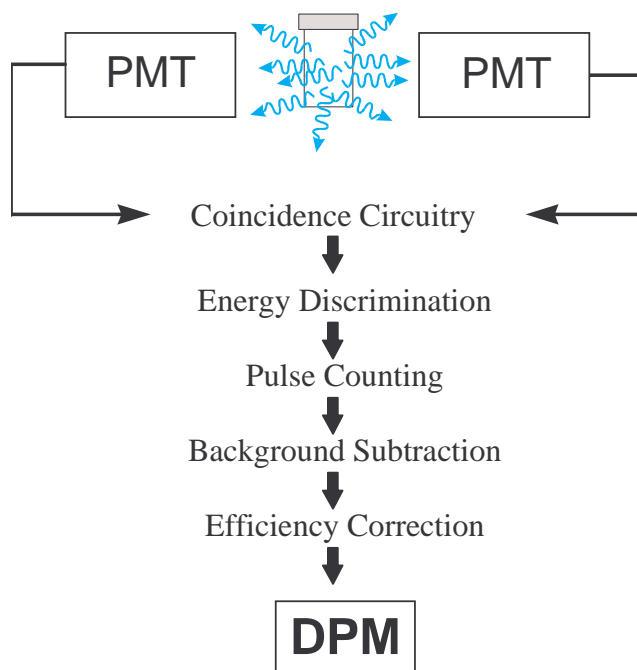 PMT
PMT
Coincidence Circuitry
Energy Discrimination
Pulse Counting
Background Subtraction
Efficiency Correction
DPM